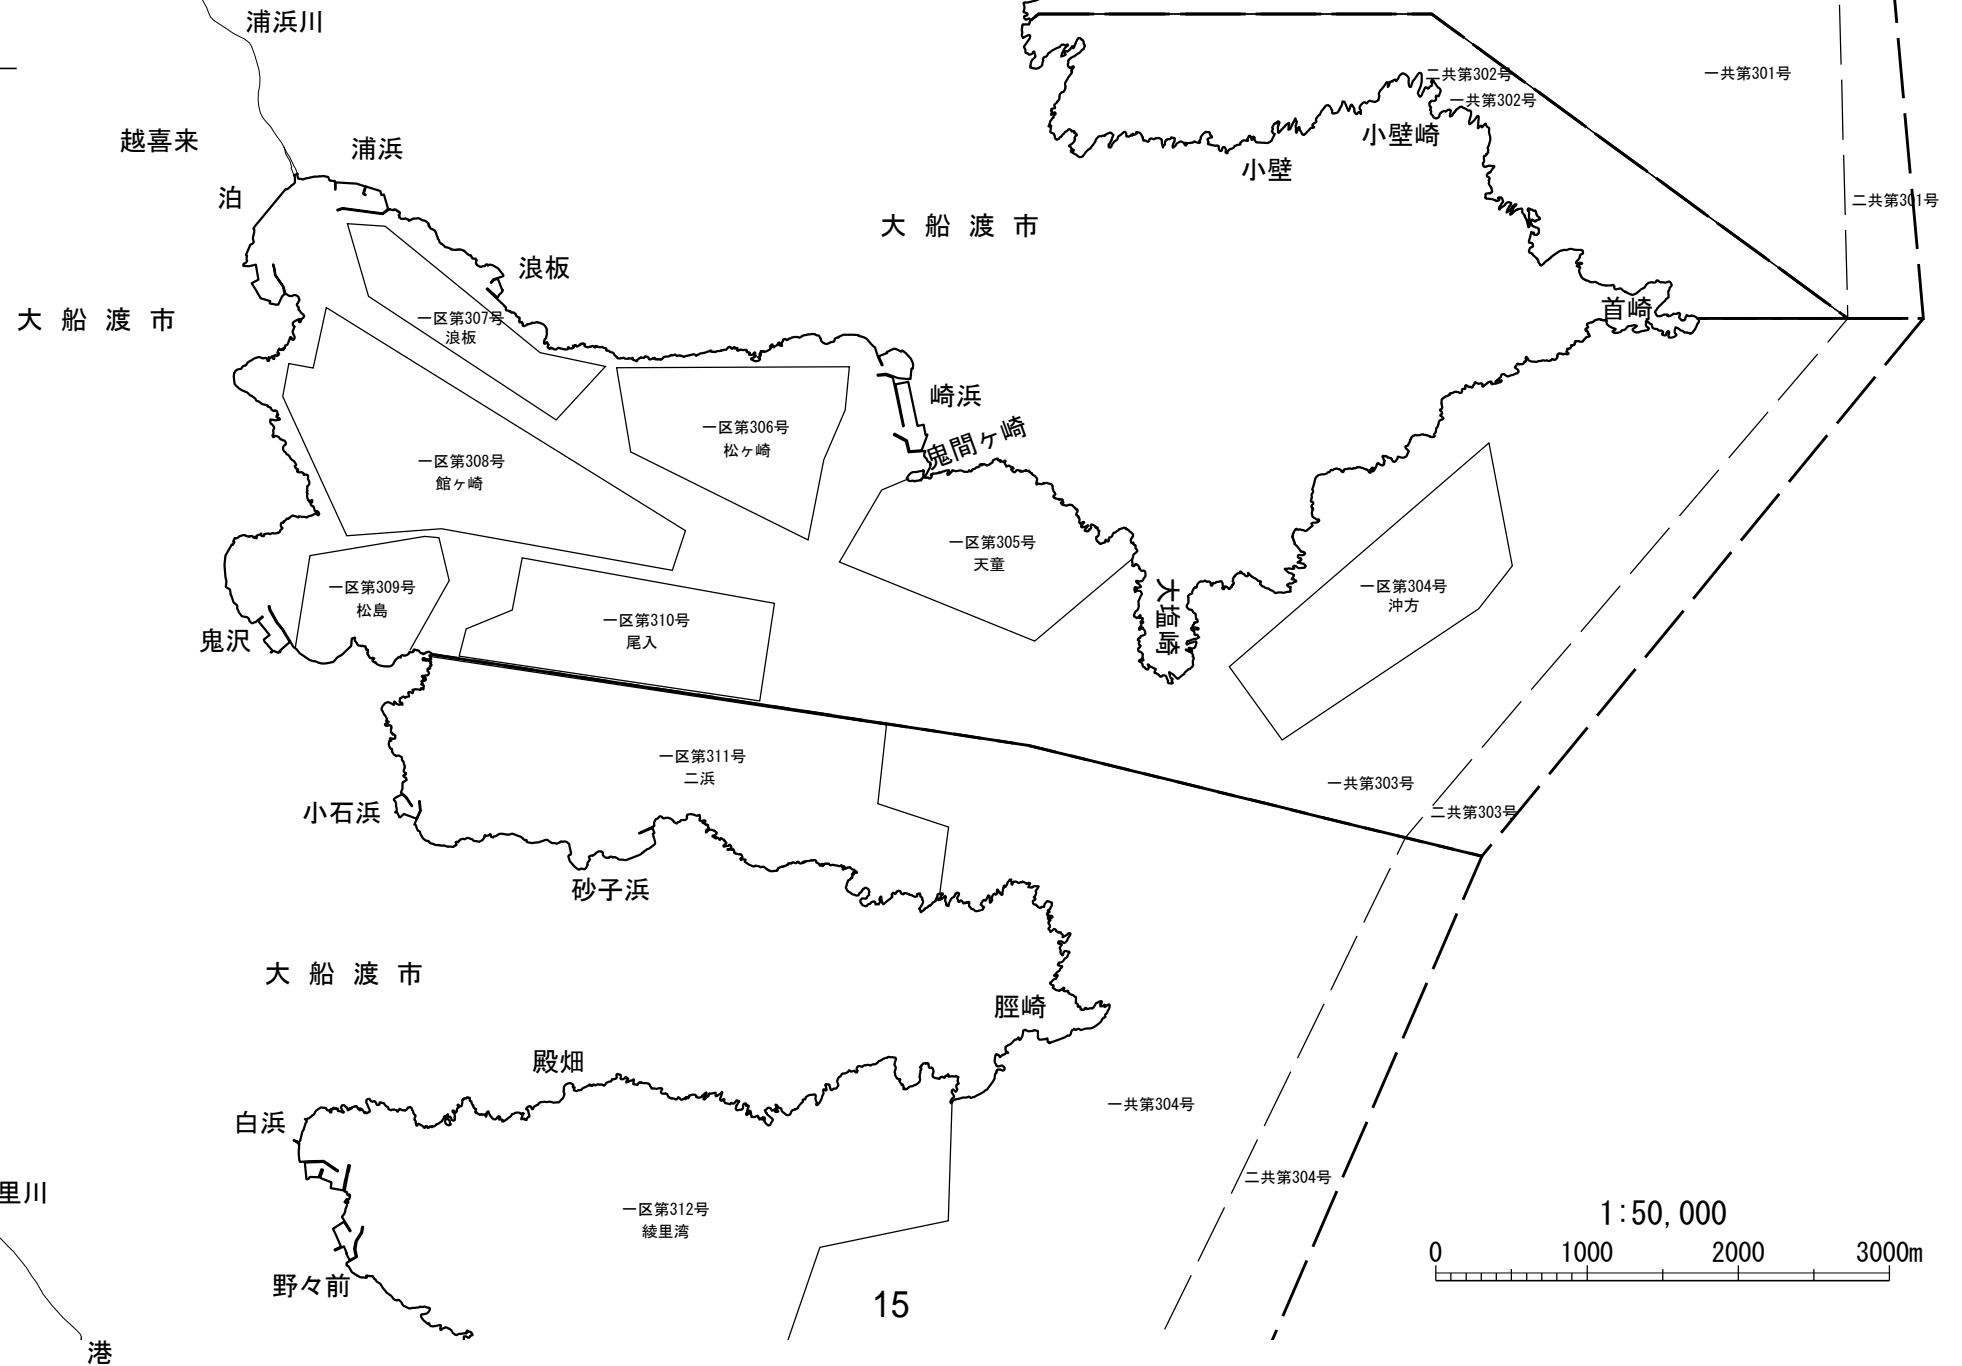 浦浜川
二共第302号
一共第302号
一共第301号
越喜来
浦浜
小壁崎
小壁
泊
二共第301号
大船渡市
浪板
大船渡市
首崎
一区第307号
浪板
崎浜
一区第306号
松ヶ崎
鬼間ヶ崎
一区第308号
館ヶ崎
一区第305号
天童
一区第304号
沖方
一区第309号
松島
大塩崎
一区第310号
尾入
鬼沢
一区第311号
二浜
一共第303号
二共第303号
小石浜
砂子浜
大船渡市
脛崎
殿畑
一共第304号
白浜
二共第304号
里川
一区第312号
綾里湾
1:50,000
0 1000 2000 3000m
野々前
15
港